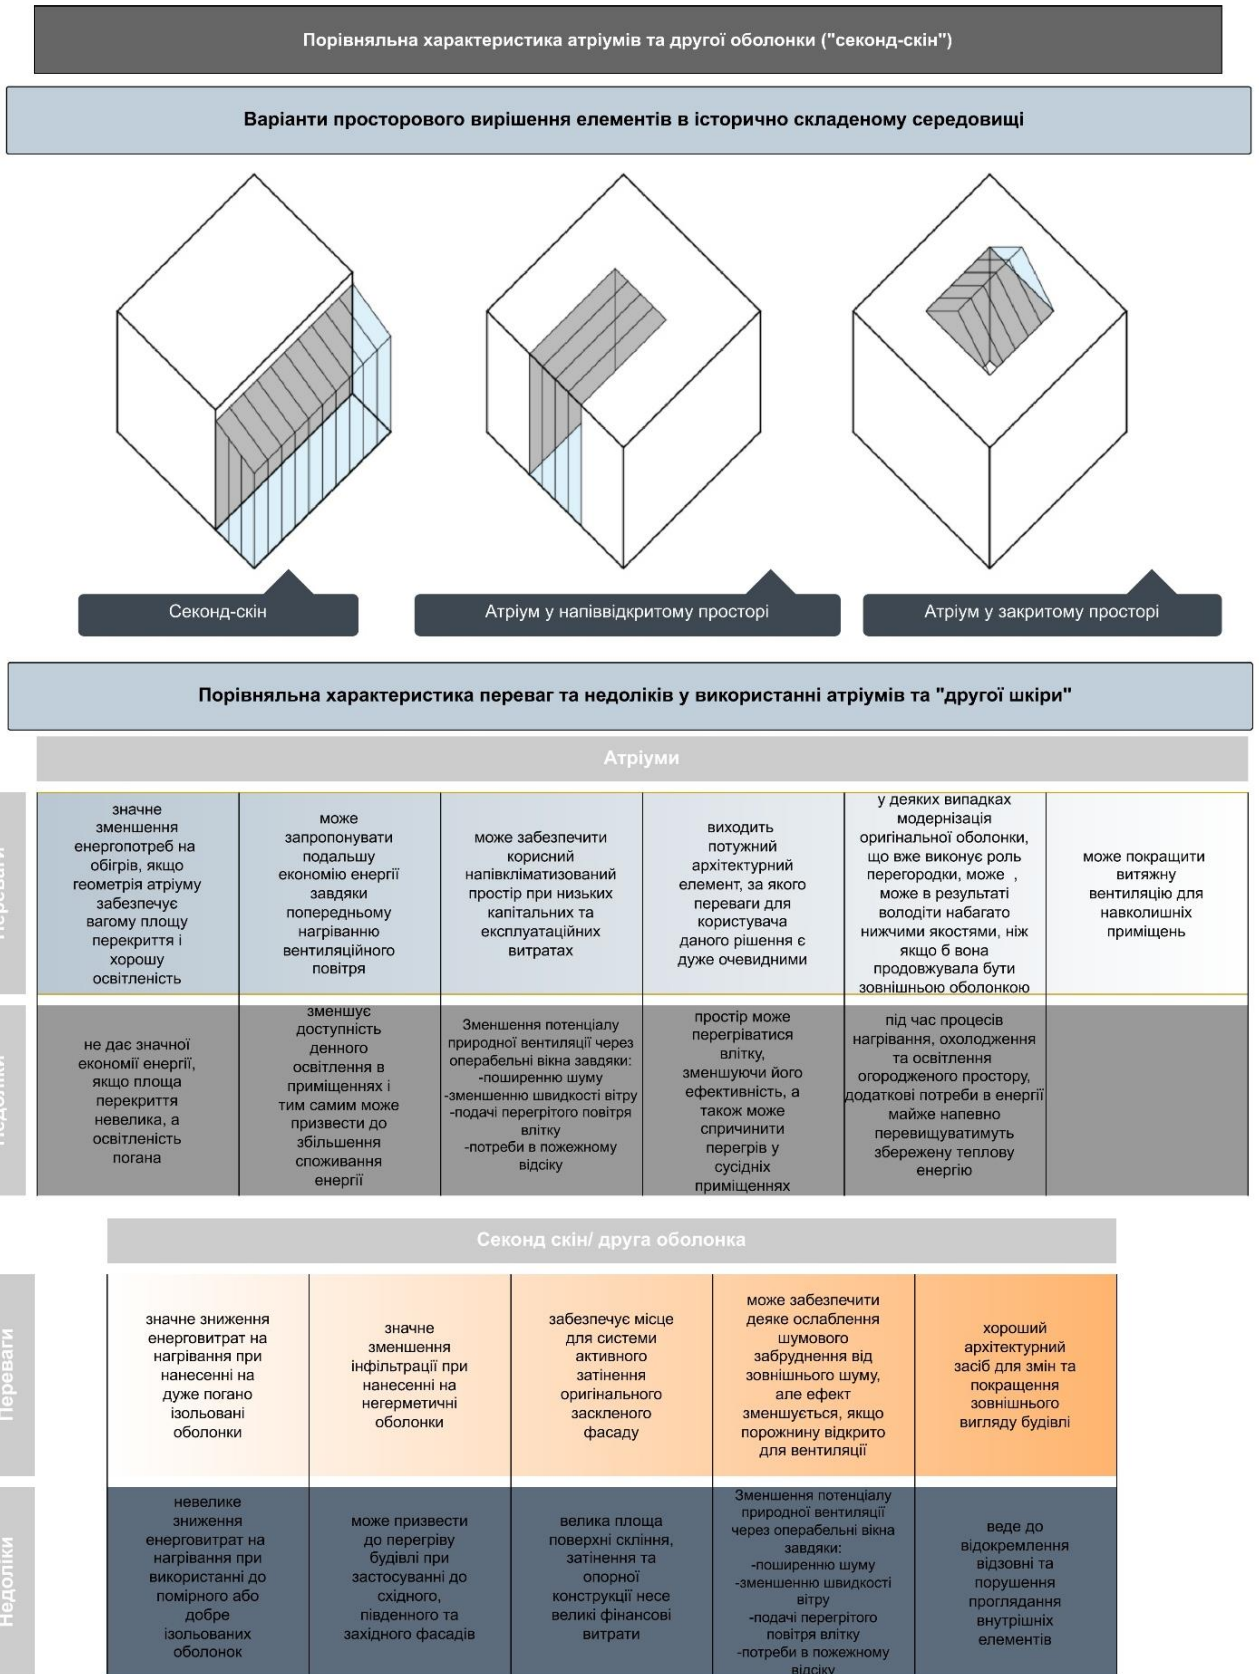 Порівняльна характеристика атріумів та другої оболонки ("секонд-скін")
Варіанти просторового вирішення елементів в історично складеному середовищі
Секонд-скін
Атріум у напіввідкритому просторі
Атріум у закритому просторі
Порівняльна характеристика переваг та недоліків у використанні атріумів та "другої шкіри"
Атріуми
Переваги
значне
зменшення
енергопотреб на
обігрів, якщо
геометрія атріуму
забезпечує
вагому площу
перекриття і
хорошу
освітленість
може
запропонувати
подальшу
економію енергії
завдяки
попередньому
нагріванню
вентиляційного
повітря
може забезпечити
корисний
напівкліматизований
простір при низьких
капітальних та
експлуатаційних
витратах
виходить
потужний
архітектурний
елемент, за якого
переваги для
користувача
даного рішення є
дуже очевидними
у деяких випадках
модернізація
оригінальної оболонки,
що вже виконує роль
перегородки, може ,
може в результаті
володіти набагато
нижчими якостями, ніж
якщо б вона
продовжувала бути
зовнішньою оболонкою
може покращити
витяжну
вентиляцію для
навколишніх
приміщень
Недоліки
не дає значної
економії енергії,
якщо площа
перекриття
невелика, а
освітленість
погана
зменшує
доступність
денного
освітлення в
приміщеннях і
тим самим може
призвести до
збільшення
споживання
енергії
Зменшення потенціалу
природної вентиляції через
операбельні вікна завдяки:
-поширенню шуму
-зменшенню швидкості вітру
-подачі перегрітого повітря
влітку
-потреби в пожежному
відсіку
простір може
перегріватися
влітку,
зменшуючи його
ефективність, а
також може
спричинити
перегрів у
сусідніх
приміщеннях
під час процесів
нагрівання, охолодження
та освітлення
огородженого простору,
додаткові потреби в енергії
майже напевно
перевищуватимуть
збережену теплову
енергію
Секонд скін/ друга оболонка
Переваги
значне зниження
енерговитрат на
нагрівання при
нанесенні на
дуже погано
ізольовані
оболонки
значне
зменшення
інфільтрації при
нанесенні на
негерметичні
оболонки
забезпечує місце
для системи
активного
затінення
оригінального
заскленого
фасаду
може забезпечити
деяке ослаблення
шумового
забруднення від
зовнішнього шуму,
але ефект
зменшується, якщо
порожнину відкрито
для вентиляції
хороший
архітектурний
засіб для змін та
покращення
зовнішнього
вигляду будівлі
Недоліки
невелике
зниження
енерговитрат на
нагрівання при
використанні до
помірного або
добре
ізольованих
оболонок
може призвести
до перегріву
будівлі при
застосуванні до
східного,
південного та
західного фасадів
велика площа
поверхні скління,
затінення та
опорної
конструкції несе
великі фінансові
витрати
Зменшення потенціалу
природної вентиляції
через операбельні вікна
завдяки:
-поширенню шуму
-зменшенню швидкості
вітру
-подачі перегрітого
повітря влітку
-потреби в пожежному
відсіку
веде до
відокремлення
відзовні та
порушення
проглядання
внутрішніх
елементів